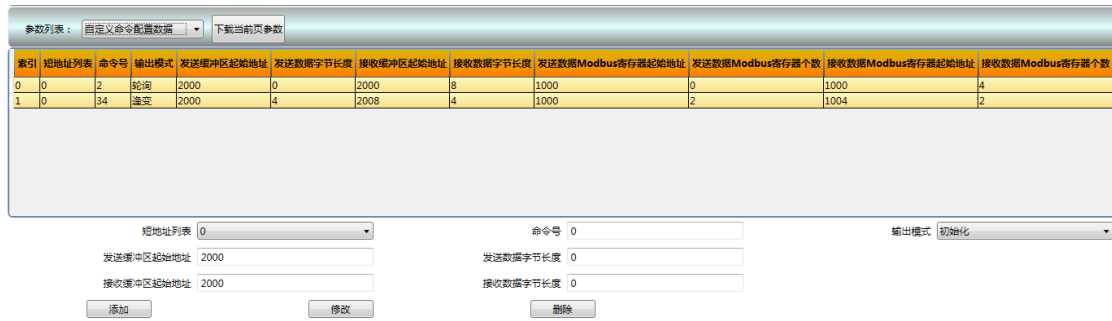 参数列表： 自定义命令配置数据 下载当前页参数
索引 短地址列表 命令号 输出模式 发送缓冲区起始地址 发送数据字节长度 接收缓冲区起始地址 接收数据字节长度 发送数据Modbus寄存器起始地址 发送数据Modbus寄存器个数 接收数据Modbus寄存器起始地址 接收数据Modbus寄存器个数
0 0 2 轮询 2000 0 2000 8 1000 0 1000 4
1 0 34 逢变 2000 4 2008 4 1000 2 1004 2
短地址列表 0 命令号 0 输出模式 初始化
发送缓冲区起始地址 2000 发送数据字节长度 0
接收缓冲区起始地址 2000 接收数据字节长度 0
添加 修改 删除